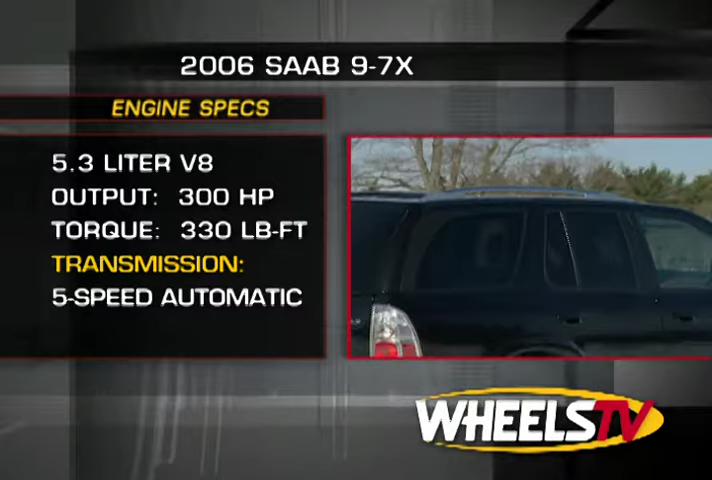 2006 SAAB 9-7X
ENGINE SPECS
5.3 LITER V8
OUTPUT: 300 HP
TORQUE: 330 LB-FT
TRANSMISSION:
5-SPEED AUTOMATIC
WHEELSTV